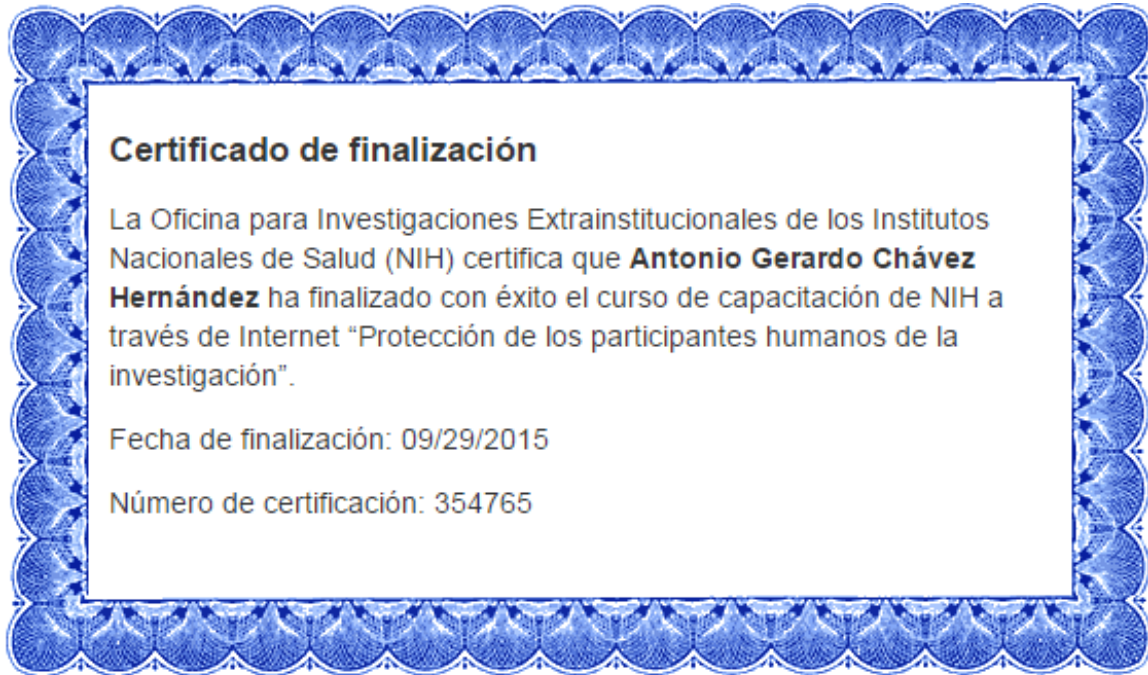 Certificado de finalización
La Oficina para Investigaciones Extrainstitucionales de los Institutos
Nacionales de Salud (NIH) certifica que Antonio Gerardo Chávez
Hernández ha finalizado con éxito el curso de capacitación de NIH a
través de Internet “Protección de los participantes humanos de la
investigación”.
Fecha de finalización: 09/29/2015
Número de certificación: 354765